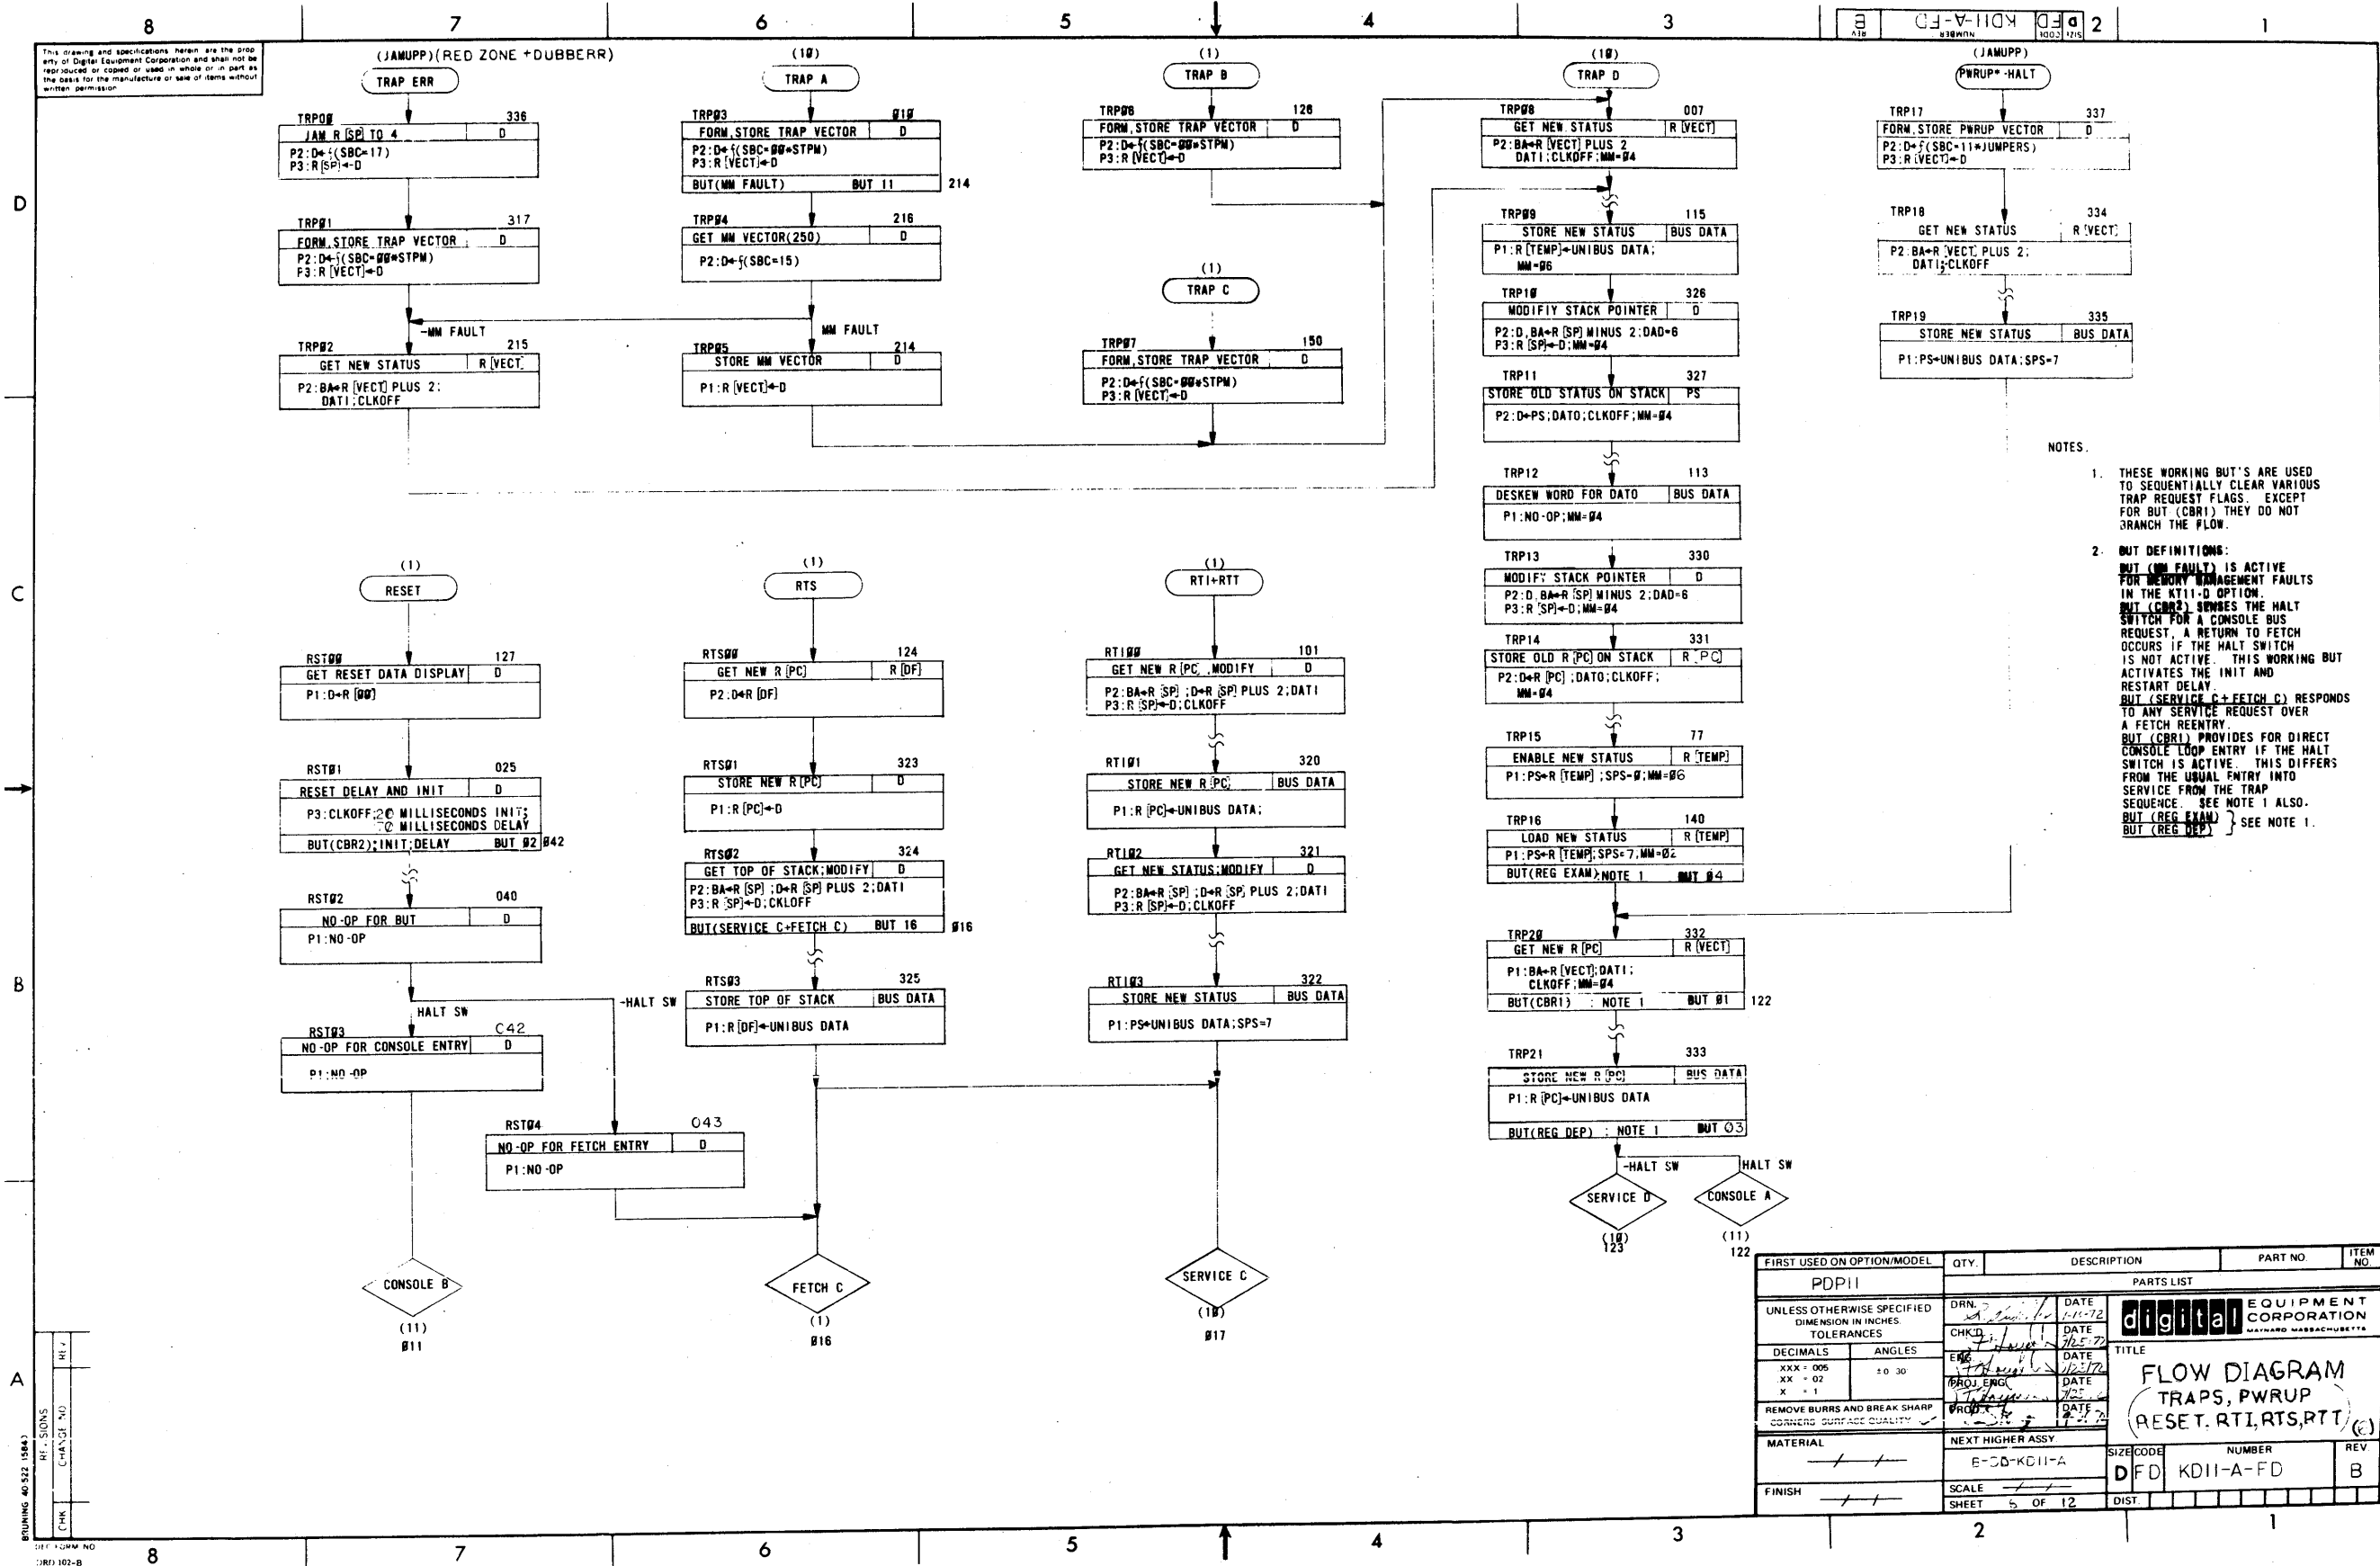 8 7 6 5 4 3 2 1
SIZE CODE NUMBER REV
D FD KD11-A-FD B
This drawing and specifications herein are the prop
erty of Digital Equipment Corporation and shall not be
reproduced or copied or used in whole or in part as
the basis for the manufacture or sale of items without
written permission
(JAMUPP)(RED ZONE +DUBBERR)
TRAP ERR
TRP00 336
JAM R [SP] TO 4 D
P2:D←f(SBC=17)
P3:R[SP]←D
TRP01 317
FORM,STORE TRAP VECTOR D
P2:D←f(SBC=00*STPM)
P3:R [VECT]←D
-MM FAULT
TRP02 215
GET NEW STATUS R [VECT]
P2:BA←R [VECT] PLUS 2;
DATI;CLKOFF
(10)
TRAP A
TRP03 010
FORM,STORE TRAP VECTOR D
P2:D←f(SBC=00*STPM)
P3:R [VECT]←D
BUT(MM FAULT) BUT 11 214
TRP04 216
GET MM VECTOR(250) D
P2:D←f(SBC=15)
MM FAULT
TRP05 214
STORE MM VECTOR D
P1:R [VECT]←D
(1)
TRAP B
TRP06 126
FORM,STORE TRAP VECTOR D
P2:D←f(SBC=00*STPM)
P3:R [VECT]←D
(1)
TRAP C
TRP07 150
FORM,STORE TRAP VECTOR D
P2:D←f(SBC=00*STPM)
P3:R [VECT]←D
(10)
TRAP D
TRP08 007
GET NEW STATUS R [VECT]
P2:BA←R [VECT] PLUS 2
DATI;CLKOFF;MM=04
TRP09 115
STORE NEW STATUS BUS DATA
P1:R [TEMP]←UNIBUS DATA;
MM=06
TRP10 326
MODIFIY STACK POINTER D
P2:D,BA←R [SP] MINUS 2;DAD=6
P3:R [SP]←D;MM=04
TRP11 327
STORE OLD STATUS ON STACK PS
P2:D←PS;DATO;CLKOFF;MM=04
TRP12 113
DESKEW WORD FOR DATO BUS DATA
P1:NO-OP;MM=04
TRP13 330
MODIFY STACK POINTER D
P2:D,BA←R [SP] MINUS 2;DAD=6
P3:R [SP]←D;MM=04
TRP14 331
STORE OLD R [PC] ON STACK R [PC]
P2:D←R [PC] ;DATO;CLKOFF;
MM=04
TRP15 77
ENABLE NEW STATUS R [TEMP]
P1:PS←R [TEMP] ;SPS=0;MM=06
TRP16 140
LOAD NEW STATUS R [TEMP]
P1:PS←R [TEMP];SPS=7,MM=02
BUT(REG EXAM);NOTE 1 BUT 04
TRP20 332
GET NEW R [PC] R [VECT]
P1:BA←R [VECT];DATI;
CLKOFF;MM=04
BUT(CBR1) : NOTE 1 BUT 01 122
TRP21 333
STORE NEW R [PC] BUS DATA
P1:R [PC]←UNIBUS DATA
BUT(REG DEP) : NOTE 1 BUT 03
-HALT SW HALT SW
SERVICE D CONSOLE A
(10) (11)
123 122
(JAMUPP)
PWRUP*-HALT
TRP17 337
FORM,STORE PWRUP VECTOR D
P2:D←f(SBC=11*JUMPERS)
P3:R [VECT]←D
TRP18 334
GET NEW STATUS R [VECT]
P2:BA←R [VECT] PLUS 2;
DATI;CLKOFF
TRP19 335
STORE NEW STATUS BUS DATA
P1:PS←UNIBUS DATA;SPS=7
NOTES.
1. THESE WORKING BUT'S ARE USED
TO SEQUENTIALLY CLEAR VARIOUS
TRAP REQUEST FLAGS. EXCEPT
FOR BUT (CBR1) THEY DO NOT
BRANCH THE FLOW.
2. BUT DEFINITIONS:
BUT (MM FAULT) IS ACTIVE
FOR MEMORY MANAGEMENT FAULTS
IN THE KT11-D OPTION.
BUT (CBR2) SENSES THE HALT
SWITCH FOR A CONSOLE BUS
REQUEST, A RETURN TO FETCH
OCCURS IF THE HALT SWITCH
IS NOT ACTIVE. THIS WORKING BUT
ACTIVATES THE INIT AND
RESTART DELAY.
BUT (SERVICE C+FETCH C) RESPONDS
TO ANY SERVICE REQUEST OVER
A FETCH REENTRY.
BUT (CBR1) PROVIDES FOR DIRECT
CONSOLE LOOP ENTRY IF THE HALT
SWITCH IS ACTIVE. THIS DIFFERS
FROM THE USUAL ENTRY INTO
SERVICE FROM THE TRAP
SEQUENCE. SEE NOTE 1 ALSO.
BUT (REG EXAM)
BUT (REG DEP) } SEE NOTE 1.
(1)
RESET
RST00 127
GET RESET DATA DISPLAY D
P1:D←R [00]
RST01 025
RESET DELAY AND INIT D
P3:CLKOFF;20 MILLISECONDS INIT;
70 MILLISECONDS DELAY
BUT(CBR2);INIT;DELAY BUT 02 042
RST02 040
NO-OP FOR BUT D
P1:NO-OP
HALT SW -HALT SW
RST03 C42
NO-OP FOR CONSOLE ENTRY D
P1:NO-OP
RST04 043
NO-OP FOR FETCH ENTRY D
P1:NO-OP
CONSOLE B
(11)
011
(1)
RTS
RTS00 124
GET NEW R [PC] R [DF]
P2:D←R [DF]
RTS01 323
STORE NEW R [PC] D
P1:R [PC]←D
RTS02 324
GET TOP OF STACK;MODIFY D
P2:BA←R [SP] ;D←R [SP] PLUS 2;DATI
P3:R [SP]←D;CKLOFF
BUT(SERVICE C+FETCH C) BUT 16 016
RTS03 325
STORE TOP OF STACK BUS DATA
P1:R [DF]←UNIBUS DATA
FETCH C
(1)
016
(1)
RTI+RTT
RTI00 101
GET NEW R [PC] ,MODIFY D
P2:BA←R [SP] ;D←R [SP] PLUS 2;DATI
P3:R [SP]←D;CLKOFF
RTI01 320
STORE NEW R [PC] BUS DATA
P1:R [PC]←UNIBUS DATA;
RTI02 321
GET NEW STATUS;MODIFY D
P2:BA←R [SP] ;D←R [SP] PLUS 2;DATI
P3:R [SP]←D;CLKOFF
RTI03 322
STORE NEW STATUS BUS DATA
P1:PS←UNIBUS DATA;SPS=7
SERVICE C
(10)
017
D
C
B
A
FIRST USED ON OPTION/MODEL
PDP11
QTY. DESCRIPTION PART NO. ITEM NO.
PARTS LIST
UNLESS OTHERWISE SPECIFIED
DIMENSION IN INCHES.
TOLERANCES
DECIMALS ANGLES
.XXX = 005 ±0 30
.XX = 02
X = 1
REMOVE BURRS AND BREAK SHARP
CORNERS SURFACE QUALITY
MATERIAL
FINISH
DRN. DATE
CHK'D DATE
ENG. DATE
PROJ. ENG. DATE
PROD. DATE
NEXT HIGHER ASSY.
SCALE
SHEET OF 12
digital EQUIPMENT
CORPORATION
MAYNARD MASSACHUSETTS
TITLE
FLOW DIAGRAM
(TRAPS, PWRUP
RESET. RTI,RTS,RTT)
SIZE CODE NUMBER REV.
D FD KD11-A-FD B
DIST.
REVISIONS
CHK CHANGE NO REV
BRUNING 40 522 15843
DEC FORM NO
DRD 102-B
8 7 6 5 4 3 2 1